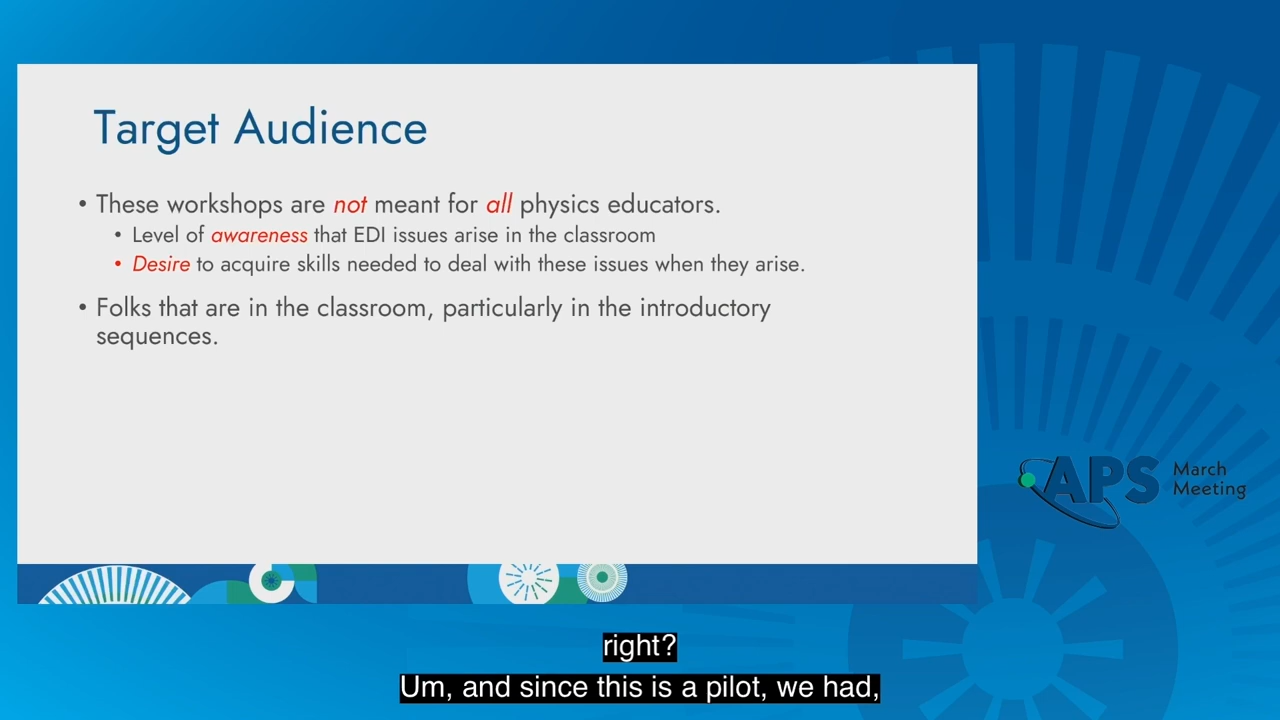 Target Audience
• These workshops are not meant for all physics educators.
• Level of awareness that EDI issues arise in the classroom
• Desire to acquire skills needed to deal with these issues when they arise.
• Folks that are in the classroom, particularly in the introductory
sequences.
APS March
Meeting
right?
Um, and since this is a pilot, we had,